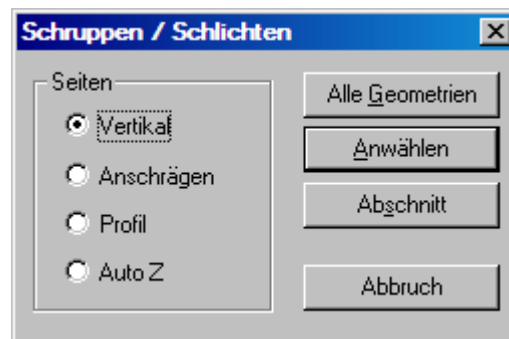 Schruppen / Schlichten
Seiten
Vertikal
Anschrägen
Profil
Auto Z
Alle Geometrien
Anwählen
Abschnitt
Abbruch